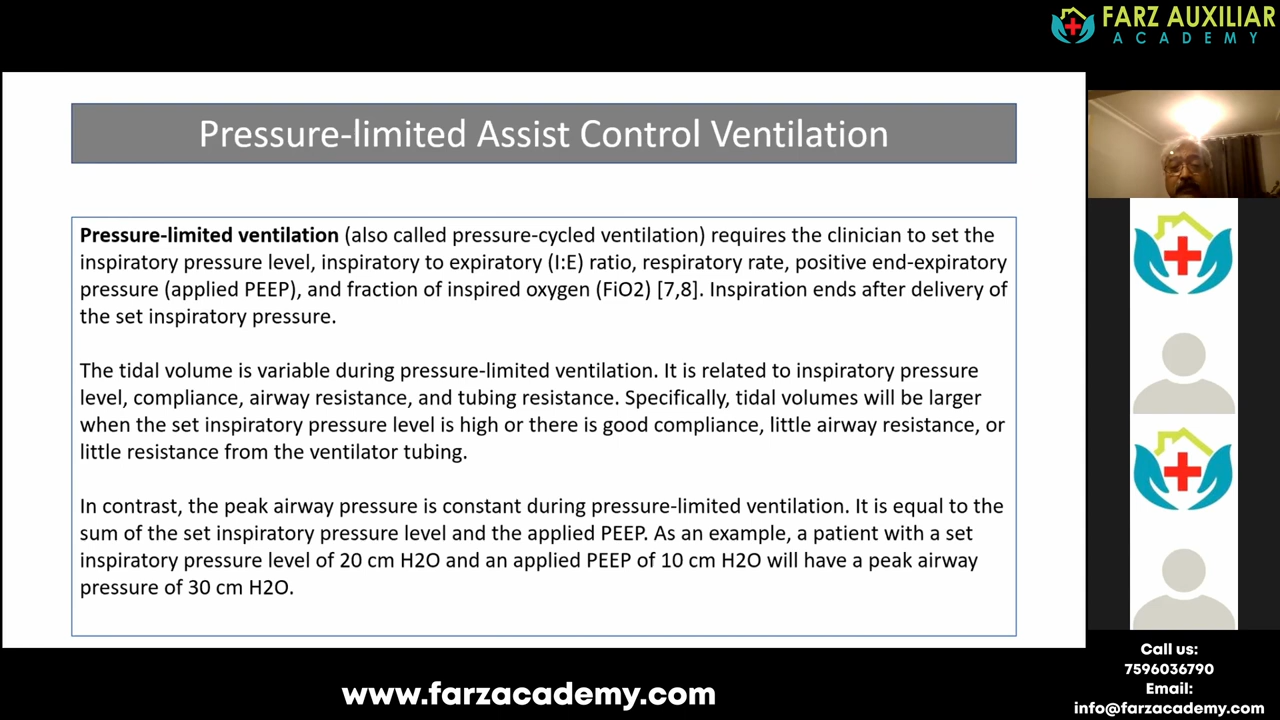 FARZ AUXILIAR
ACADEMY
Pressure-limited Assist Control Ventilation
Pressure-limited ventilation (also called pressure-cycled ventilation) requires the clinician to set the
inspiratory pressure level, inspiratory to expiratory (I:E) ratio, respiratory rate, positive end-expiratory
pressure (applied PEEP), and fraction of inspired oxygen (FiO2) [7,8]. Inspiration ends after delivery of
the set inspiratory pressure.
The tidal volume is variable during pressure-limited ventilation. It is related to inspiratory pressure
level, compliance, airway resistance, and tubing resistance. Specifically, tidal volumes will be larger
when the set inspiratory pressure level is high or there is good compliance, little airway resistance, or
little resistance from the ventilator tubing.
In contrast, the peak airway pressure is constant during pressure-limited ventilation. It is equal to the
sum of the set inspiratory pressure level and the applied PEEP. As an example, a patient with a set
inspiratory pressure level of 20 cm H2O and an applied PEEP of 10 cm H2O will have a peak airway
pressure of 30 cm H2O.
Call us:
7596036790
Email:
info@farzacademy.com
www.farzacademy.com